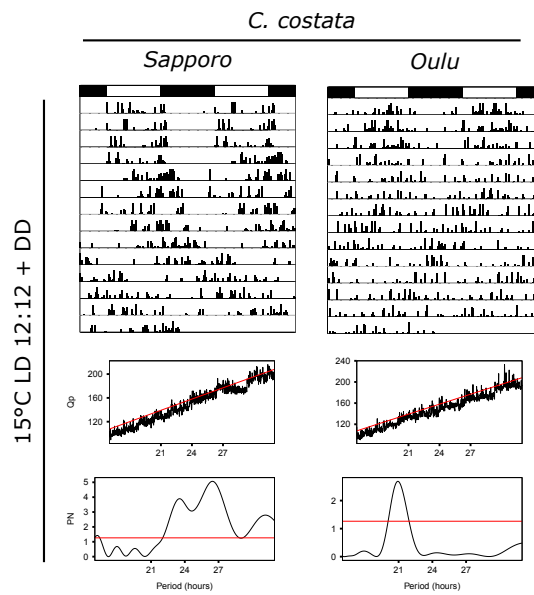 C. costata
Sapporo Oulu
15°C LD 12:12 + DD
200 240
Qp 160 200
120 160
120
21 24 27 21 24 27
5
4 2
PN 3
2 1
1
0 0
21 24 27 21 24 27
Period (hours) Period (hours)